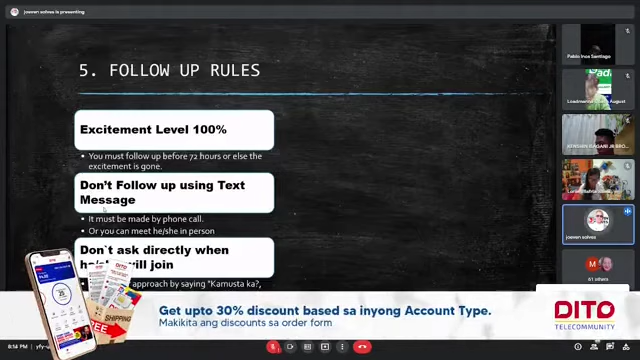 joeven solves is presenting
5. FOLLOW UP RULES
Excitement Level 100%
• You must follow up before 72 hours or else the
excitement is gone.
Don't Follow up using Text
Message
• It must be made by phone call.
• Or you can meet he/she in person
Don`t ask directly when
he/she will join
approach by saying "Kamusta ka?,
Pablo Inos Santiago
joeven solves
61 others
FREE
SHIPPING
Get upto 30% discount based sa inyong Account Type.
Makikita ang discounts sa order form
DITO
TELECOMMUNITY
8:14 PM